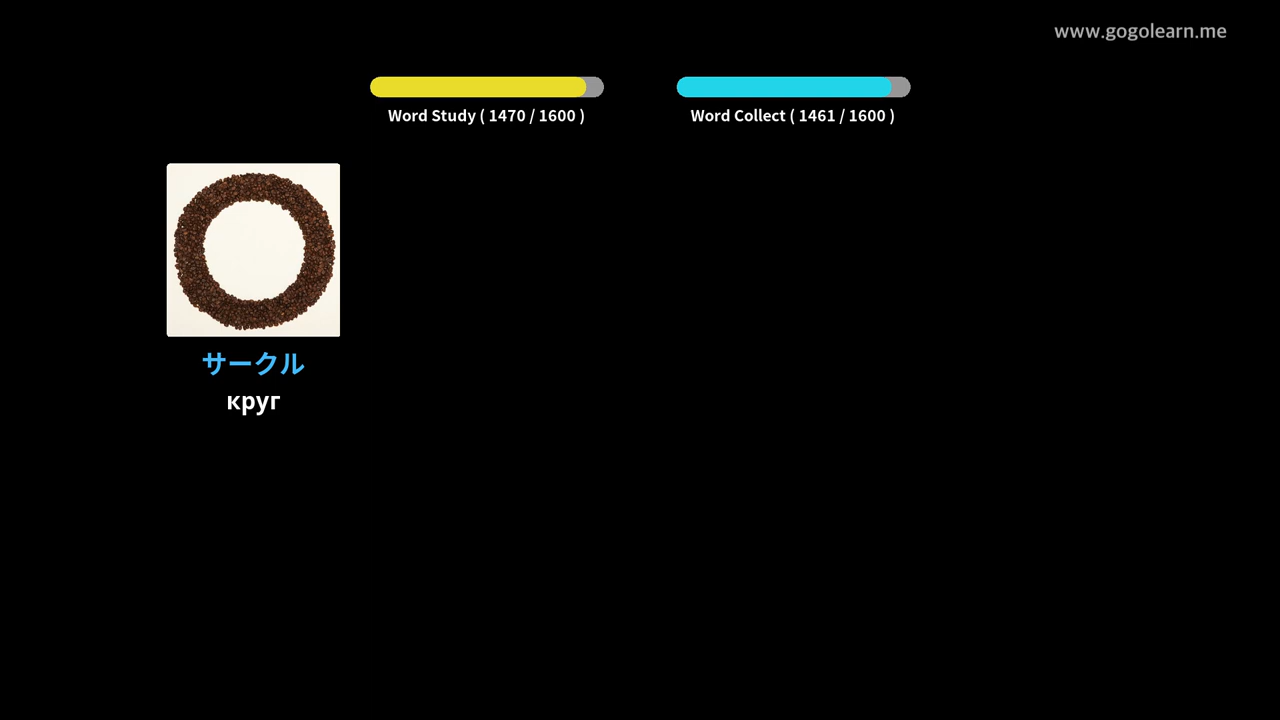 www.gogolearn.me
Word Study ( 1470 / 1600 )
Word Collect ( 1461 / 1600 )
サークル
круг